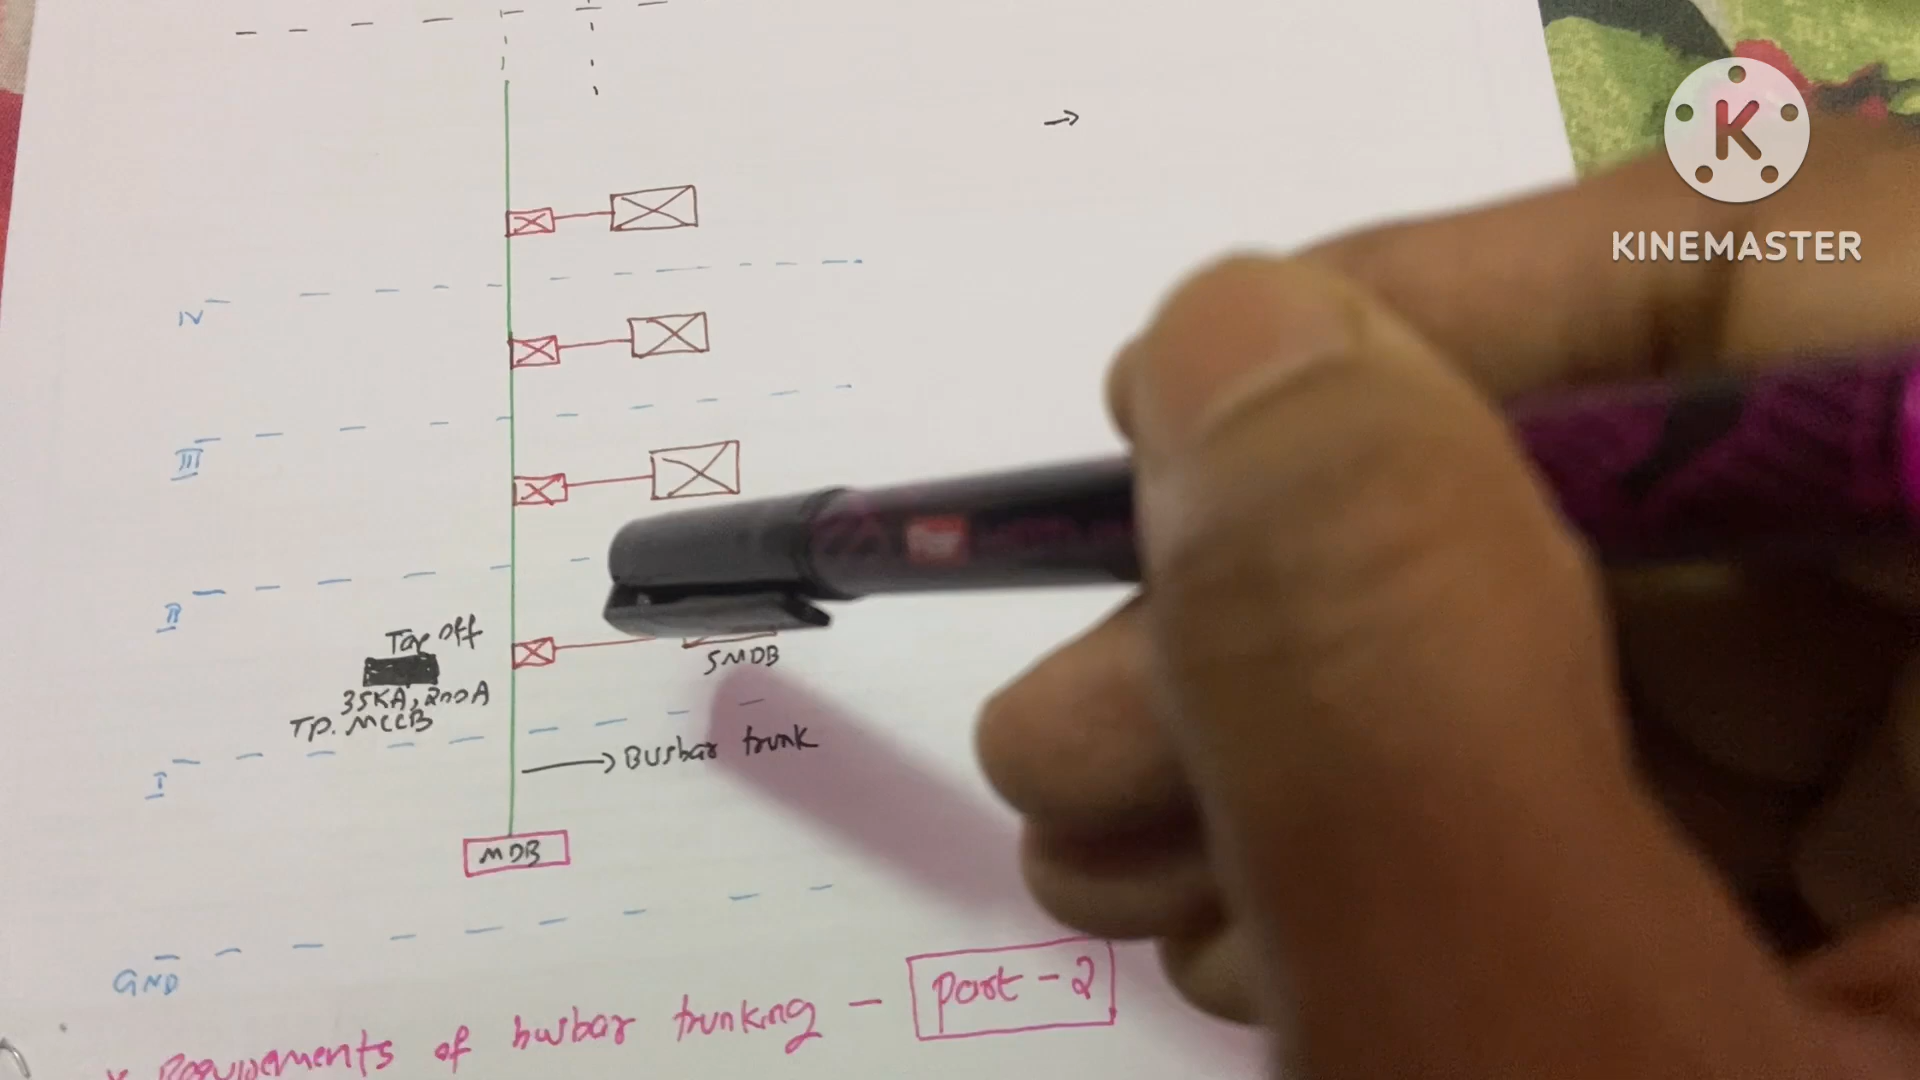 K
KINEMASTER
IV
III
II
Tap off
35KA, 200A
TP. MCCB
SMDB
I
Busbar trunk
MDB
GND
Requirements of busbar trunking - Part-2